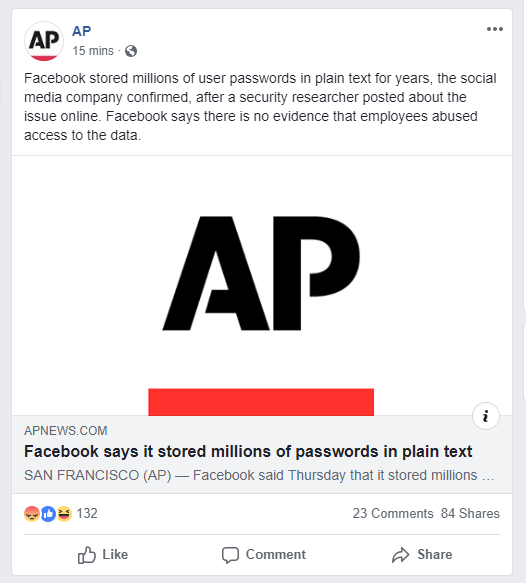 AP
AP
15 mins ·
Facebook stored millions of user passwords in plain text for years, the social
media company confirmed, after a security researcher posted about the
issue online. Facebook says there is no evidence that employees abused
access to the data.
AP
i
APNEWS.COM
Facebook says it stored millions of passwords in plain text
SAN FRANCISCO (AP) — Facebook said Thursday that it stored millions ...
132
23 Comments 84 Shares
Like Comment Share